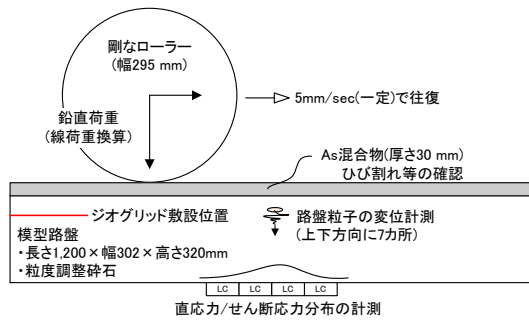 剛なローラー
(幅295 mm)
鉛直荷重
(線荷重換算)
5mm/sec(一定)で往復
As混合物(厚さ30 mm)
ひび割れ等の確認
ジオグリッド敷設位置
模型路盤
・長さ1,200×幅302×高さ320mm
・粒度調整砕石
路盤粒子の変位計測
(上下方向に7カ所)
LC LC LC LC
直応力/せん断応力分布の計測